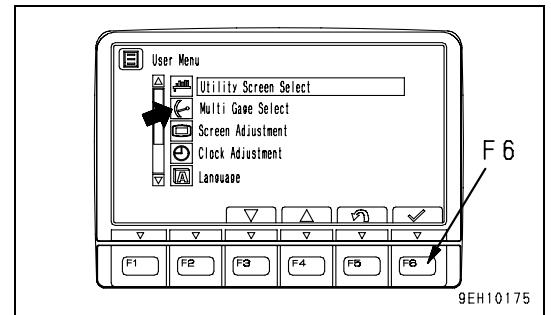 User Menu
Utility Screen Select
Multi Gage Select
Screen Adjustment
Clock Adjustment
A Language
F6
F1 F2 F3 F4 F5 F6
9EH10175